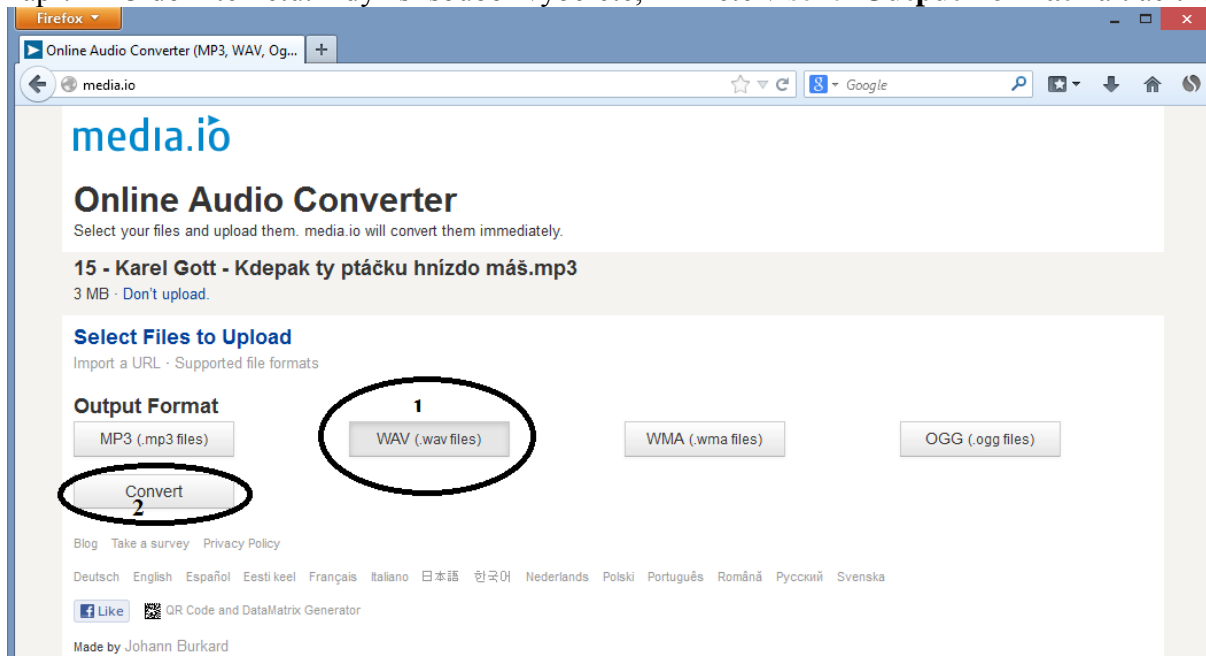 Firefox
Online Audio Converter (MP3, WAV, Og...
media.io
Google
media.io
Online Audio Converter
Select your files and upload them. media.io will convert them immediately.
15 - Karel Gott - Kdepak ty ptáčku hnízdo máš.mp3
3 MB · Don't upload.
Select Files to Upload
Import a URL · Supported file formats
Output Format
1
MP3 (.mp3 files) WAV (.wav files) WMA (.wma files) OGG (.ogg files)
Convert
2
Blog Take a survey Privacy Policy
Deutsch English Español Eesti keel Français Italiano 日本語 한국어 Nederlands Polski Português Română Русский Svenska
Like QR Code and DataMatrix Generator
Made by Johann Burkard